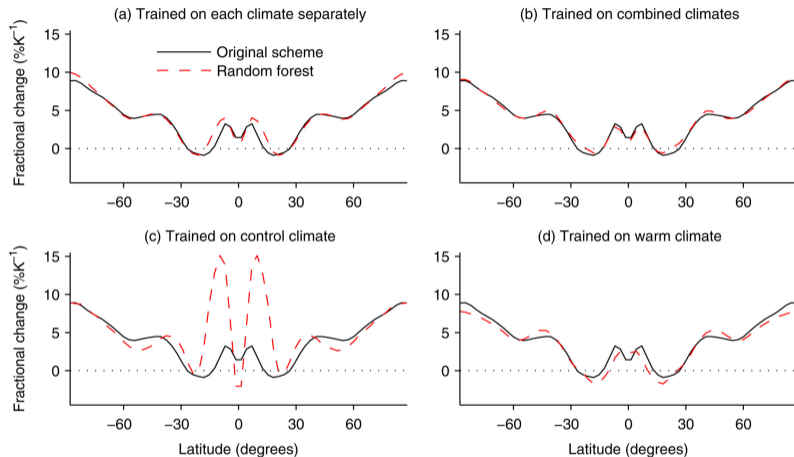 (a) Trained on each climate separately
Fractional change (%K⁻¹)
15
10
5
0
−60 −30 0 30 60
Original scheme
Random forest
(b) Trained on combined climates
15
10
5
0
−60 −30 0 30 60
(c) Trained on control climate
Fractional change (%K⁻¹)
15
10
5
0
−60 −30 0 30 60
Latitude (degrees)
(d) Trained on warm climate
15
10
5
0
−60 −30 0 30 60
Latitude (degrees)